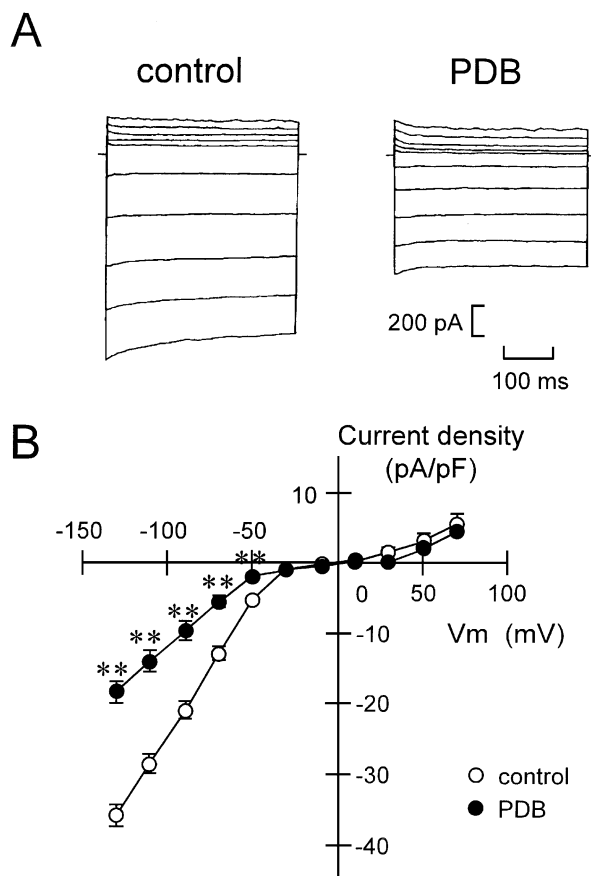 A
control
PDB
200 pA
100 ms
B
Current density
(pA/pF)
10
-150
-100
-50
**
**
**
**
**
0
50
100
-10
Vm (mV)
-20
-30
-40
control
PDB